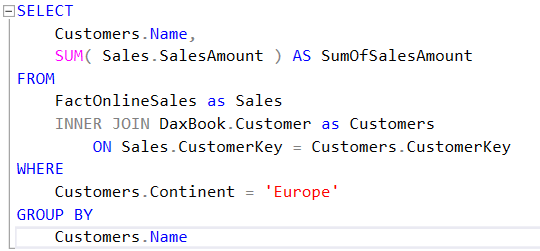 SELECT
Customers.Name,
SUM( Sales.SalesAmount ) AS SumOfSalesAmount
FROM
FactOnlineSales as Sales
INNER JOIN DaxBook.Customer as Customers
ON Sales.CustomerKey = Customers.CustomerKey
WHERE
Customers.Continent = 'Europe'
GROUP BY
Customers.Name